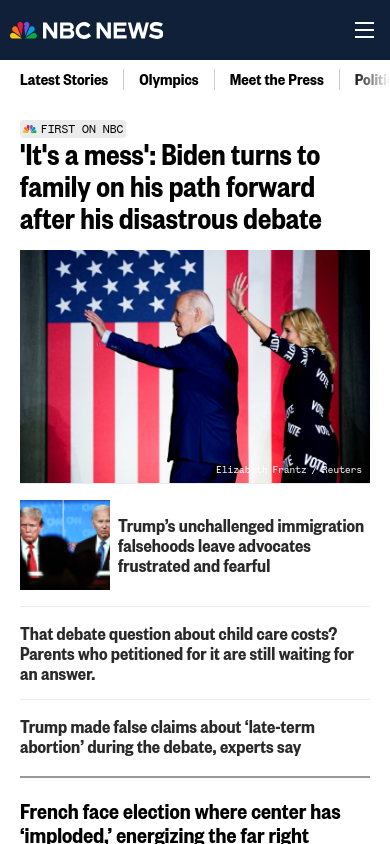 NBC NEWS
Latest Stories
Olympics
Meet the Press
FIRST ON NBC
'It's a mess': Biden turns to
family on his path forward
after his disastrous debate
VOTE
VOTE
VOTE
VOTE
Elizabeth Frantz / Reuters
Trump’s unchallenged immigration
falsehoods leave advocates
frustrated and fearful
That debate question about child care costs?
Parents who petitioned for it are still waiting for
an answer.
Trump made false claims about ‘late-term
abortion’ during the debate, experts say
French face election where center has
‘imploded,’ energizing the far right